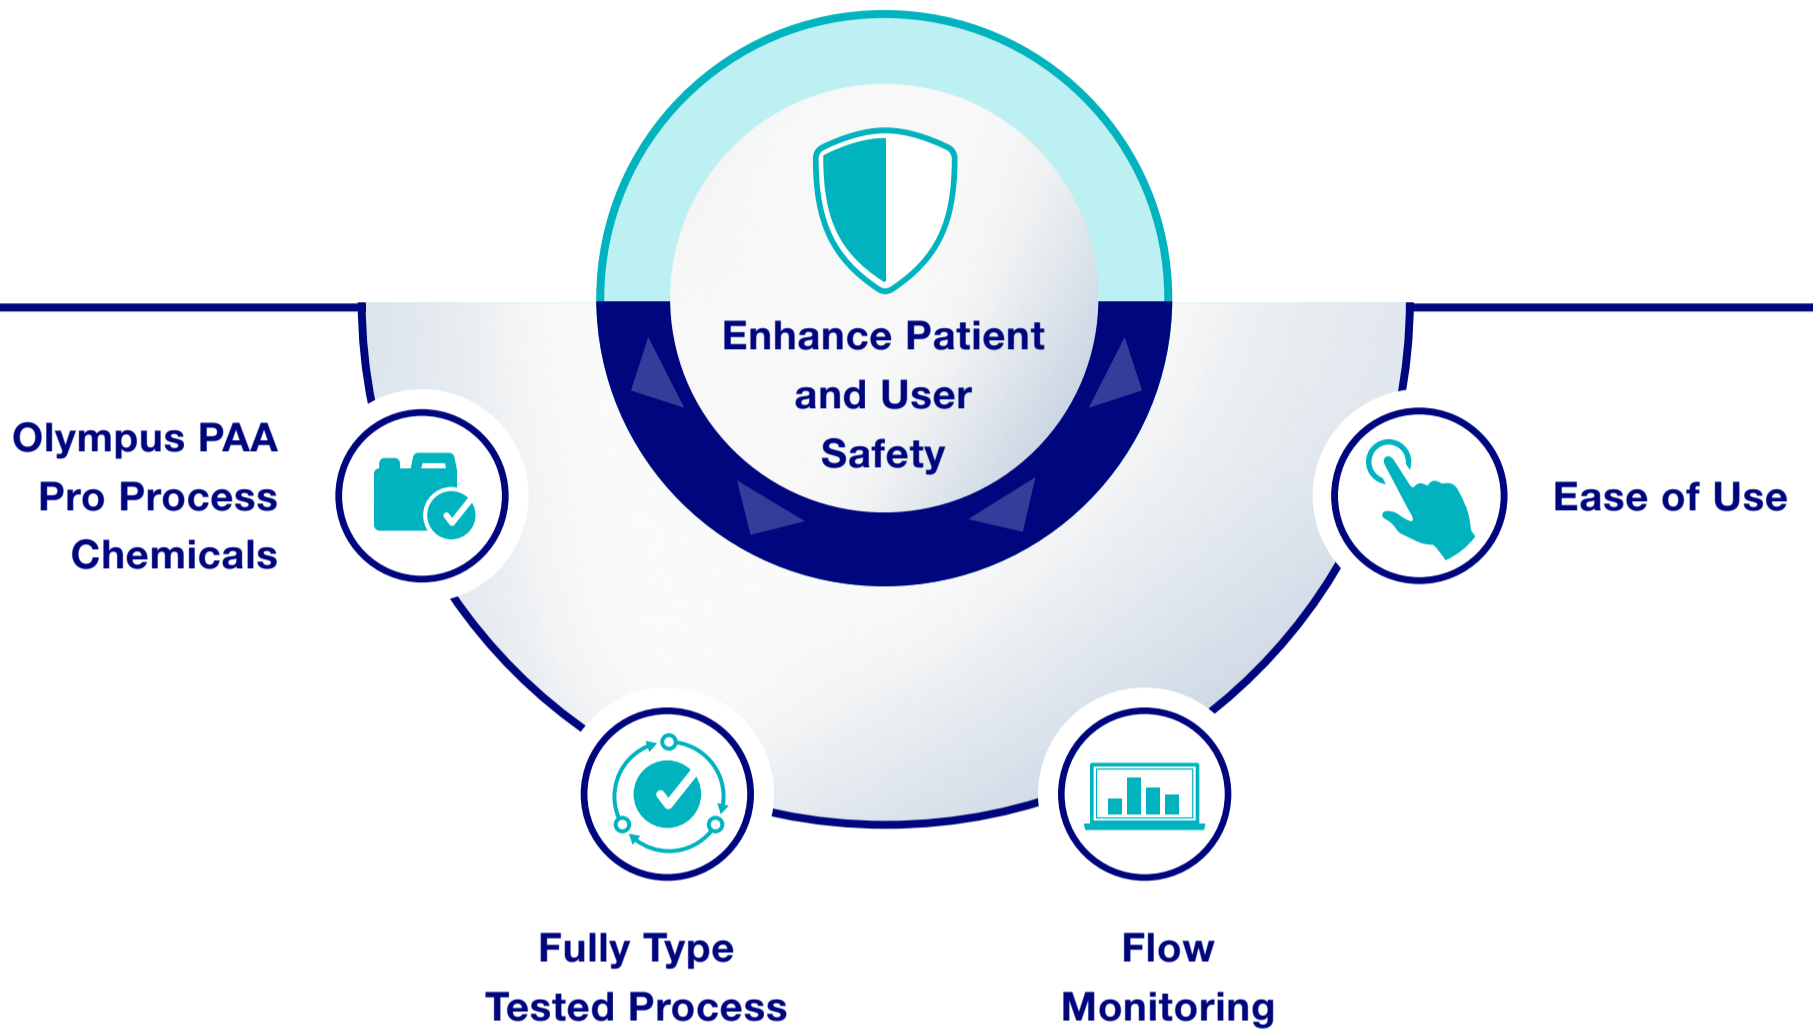 Enhance Patient
and User
Safety
Olympus PAA
Pro Process
Chemicals
Ease of Use
Fully Type
Tested Process
Flow
Monitoring